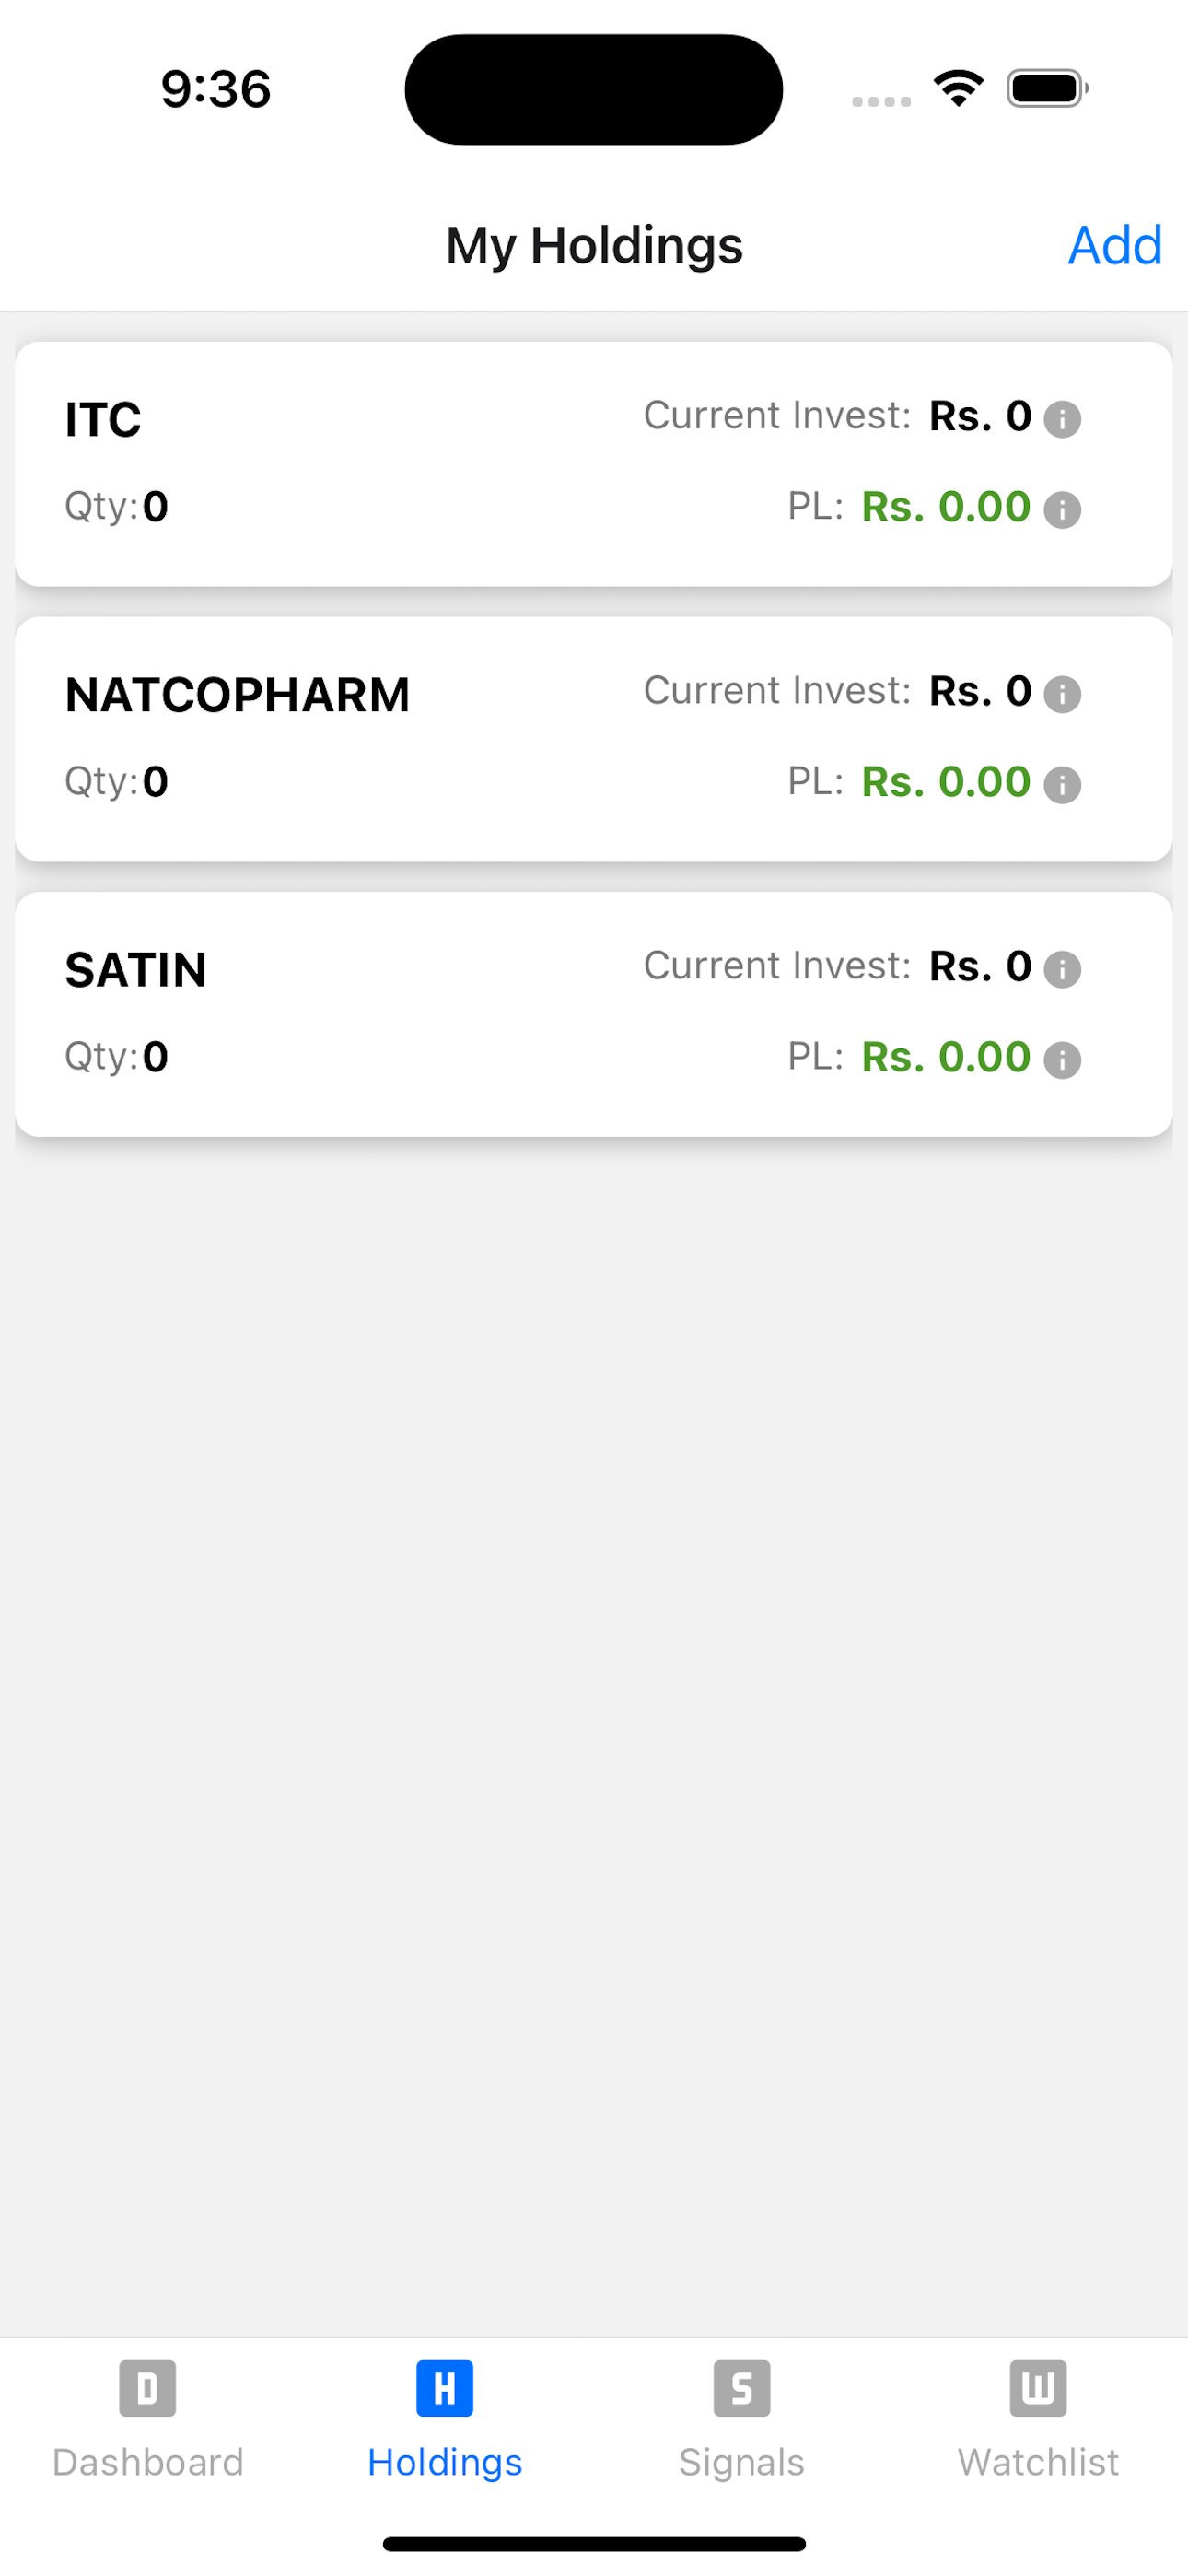 9:36
My Holdings Add
ITC Current Invest: Rs. 0
Qty:0 PL: Rs. 0.00
NATCOPHARM Current Invest: Rs. 0
Qty:0 PL: Rs. 0.00
SATIN Current Invest: Rs. 0
Qty:0 PL: Rs. 0.00
D H S W
Dashboard Holdings Signals Watchlist